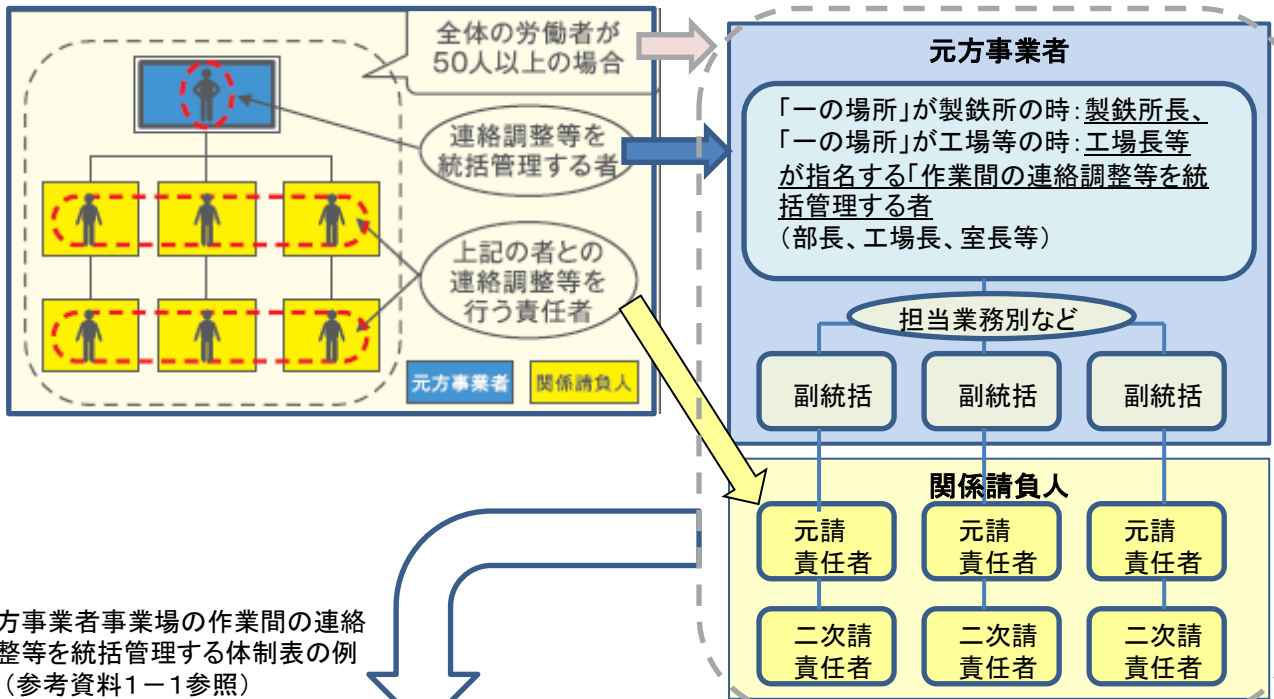 全体の労働者が
50人以上の場合
連絡調整等を
統括管理する者
上記の者との
連絡調整等を
行う責任者
元方事業者
関係請負人
元方事業者
「一の場所」が製鉄所の時：製鉄所長、
「一の場所」が工場等の時：工場長等
が指名する「作業間の連絡調整等を統
括管理する者
（部長、工場長、室長等）
担当業務別など
副統括
副統括
副統括
関係請負人
元請
責任者
元請
責任者
元請
責任者
二次請
責任者
二次請
責任者
二次請
責任者
方事業者事業場の作業間の連絡
整等を統括管理する体制表の例
（参考資料１－１参照）